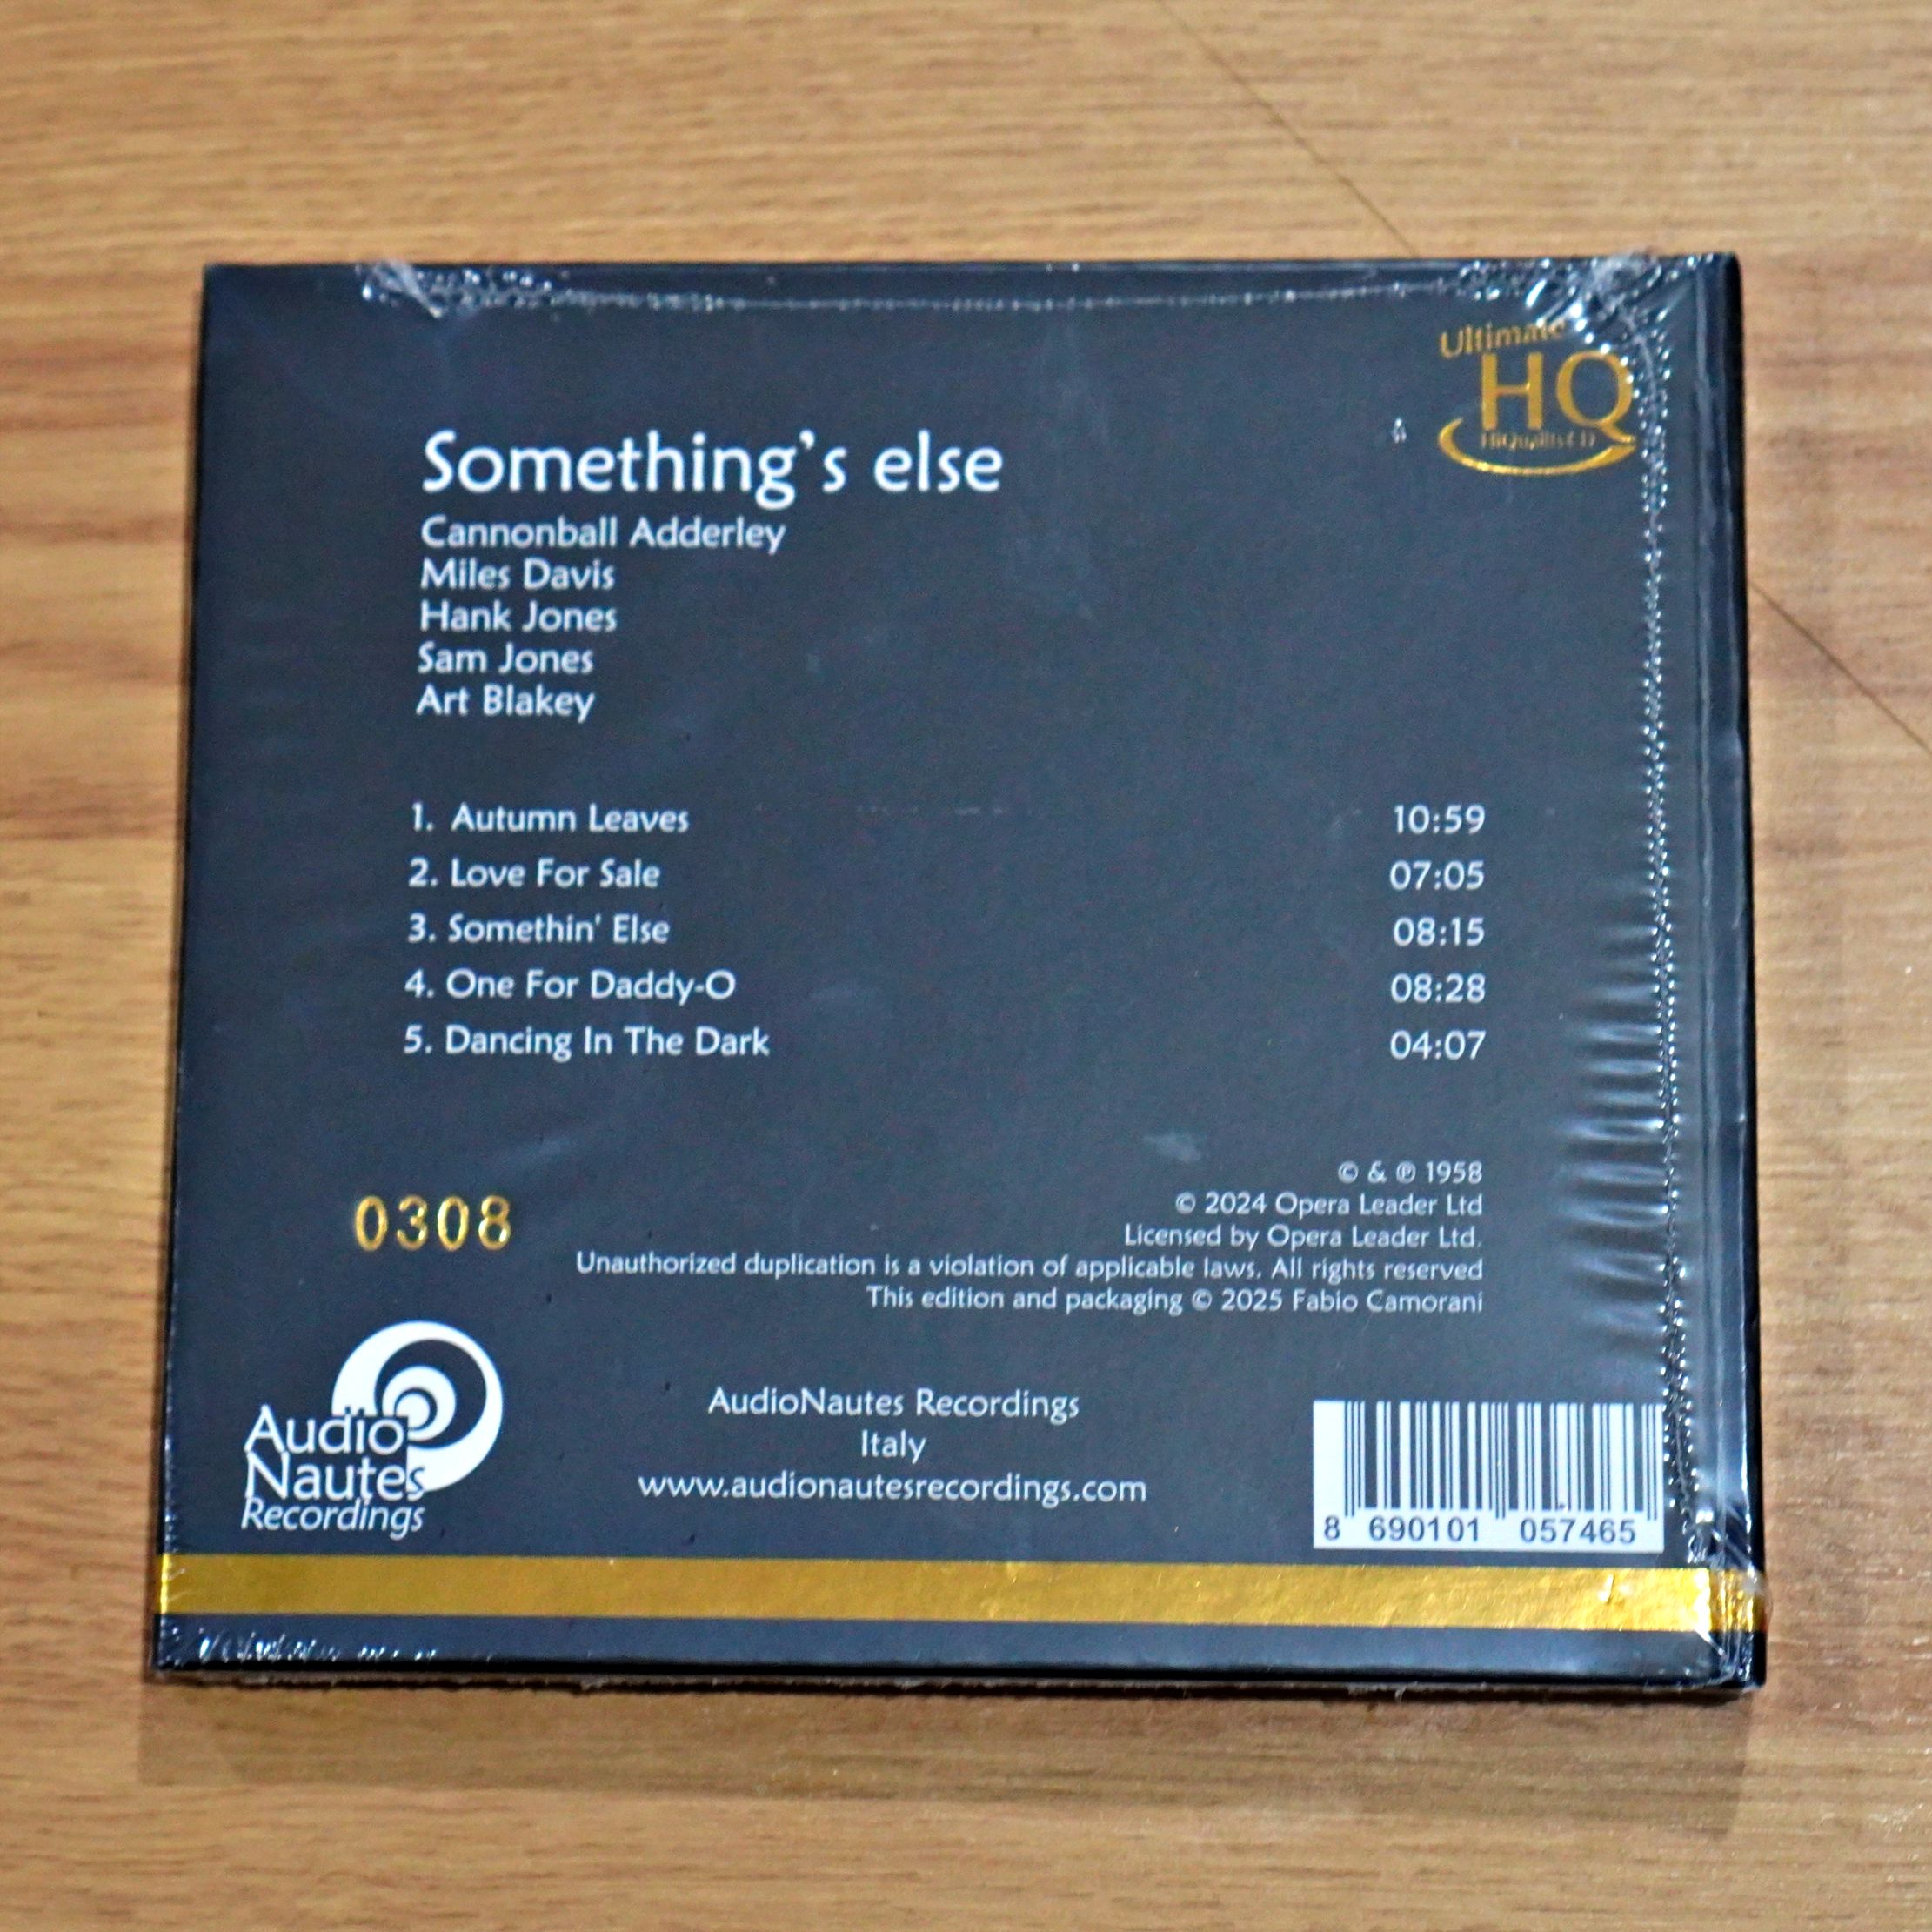 Ultimate
HQ
HiQualityCD
Something's else
Cannonball Adderley
Miles Davis
Hank Jones
Sam Jones
Art Blakey
1. Autumn Leaves 10:59
2. Love For Sale 07:05
3. Somethin' Else 08:15
4. One For Daddy-O 08:28
5. Dancing In The Dark 04:07
© & ℗ 1958
© 2024 Opera Leader Ltd
Licensed by Opera Leader Ltd.
Unauthorized duplication is a violation of applicable laws. All rights reserved
This edition and packaging © 2025 Fabio Camorani
0308
Audio
Nautes
Recordings
AudioNautes Recordings
Italy
www.audionautesrecordings.com
8 690101 057465